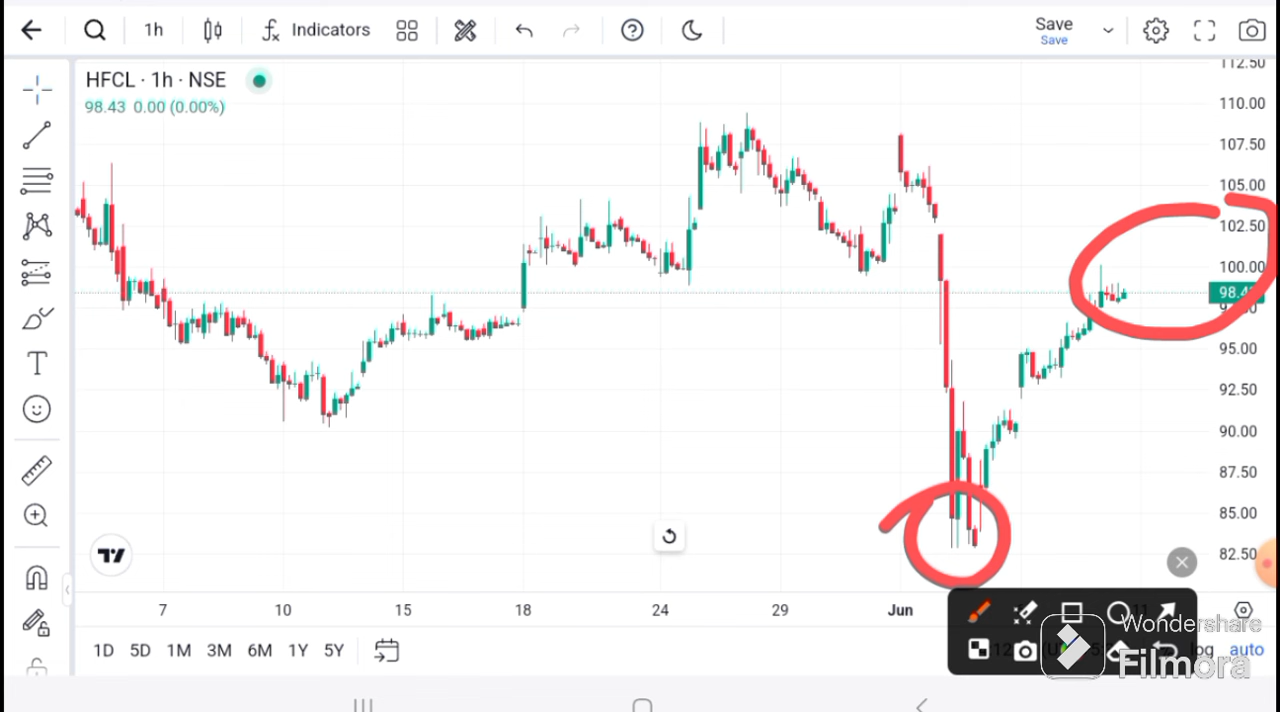 1h
Indicators
Save
Save
HFCL · 1h · NSE
98.43 0.00 (0.00%)
112.50
110.00
107.50
105.00
102.50
100.00
95.00
92.50
90.00
87.50
85.00
82.50
7 10 15 18 24 29 Jun
1D 5D 1M 3M 6M 1Y 5Y
log auto
Wondershare
Filmora